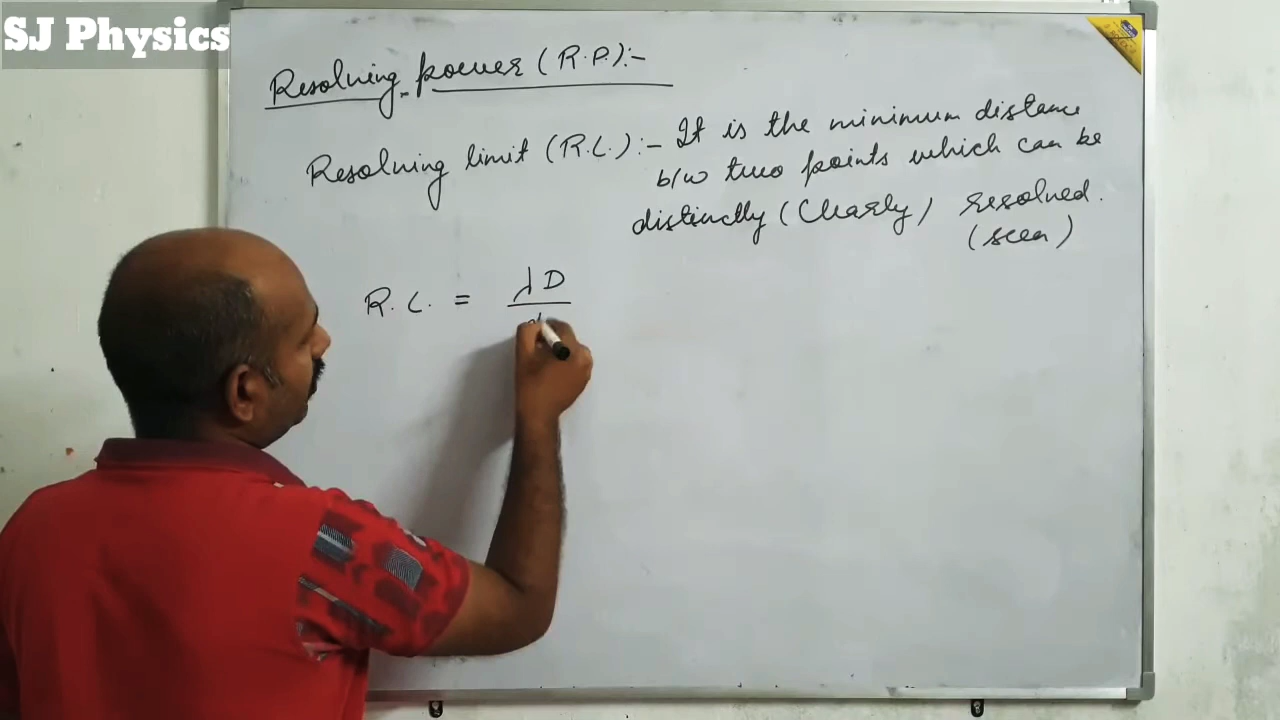 SJ Physics
Resolving power (R.P.):-
Resolving limit (R.L.):- It is the minimum distance
b/w two points which can be
distinctly (Clearly) resolved.
(seen)
R.L. = λD
d